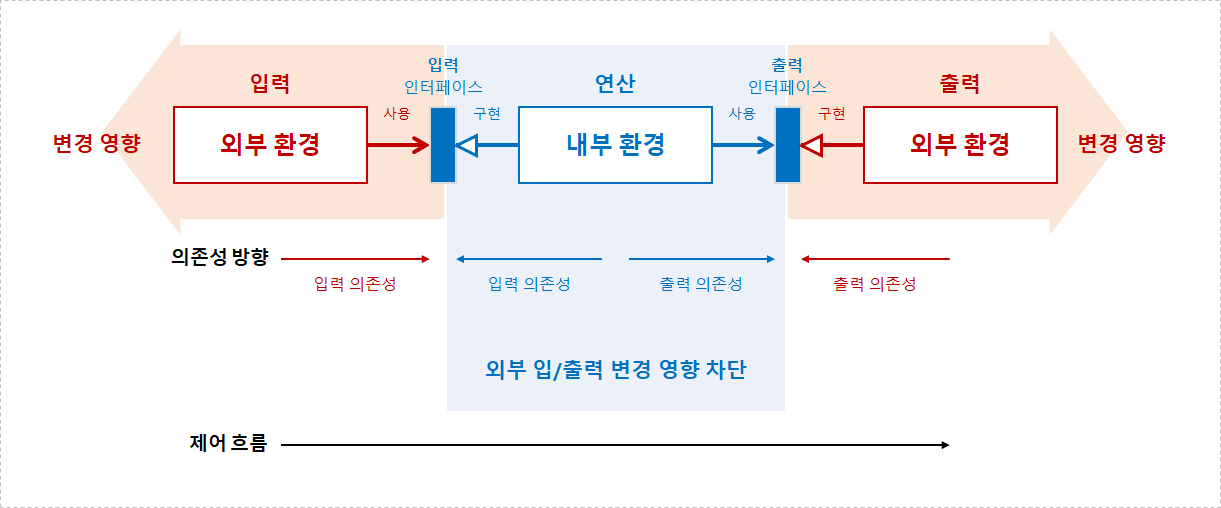 입력
입력
인터페이스
연산
출력
인터페이스
출력
변경 영향
외부 환경
사용
구현
내부 환경
사용
구현
외부 환경
변경 영향
의존성 방향
입력 의존성
입력 의존성
출력 의존성
출력 의존성
외부 입/출력 변경 영향 차단
제어 흐름